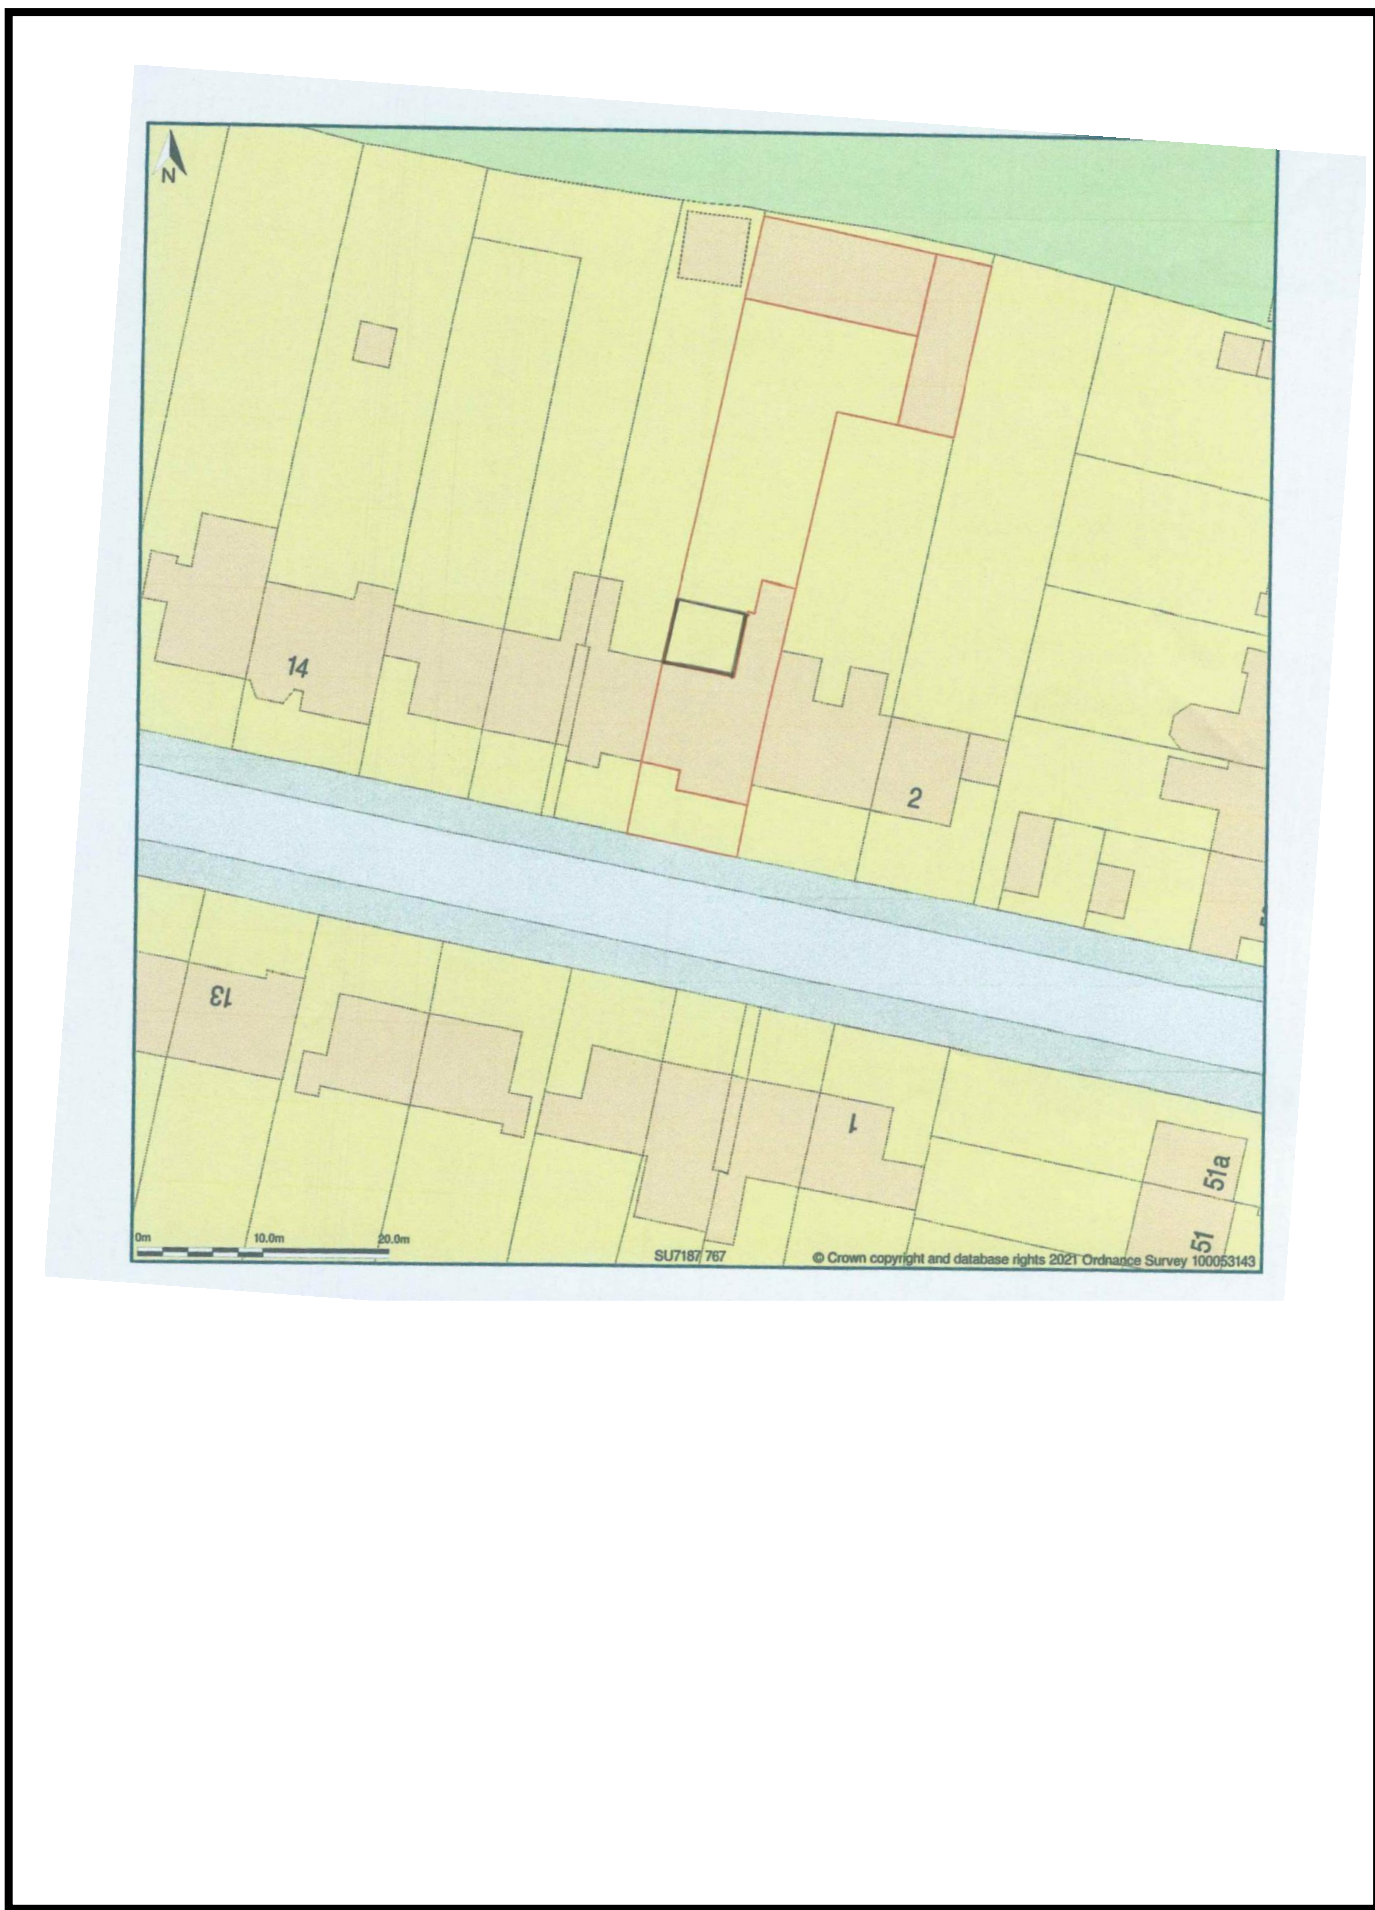 N
14
2
13
1
51a
51
0m 10.0m 20.0m
SU7187 767
© Crown copyright and database rights 2021 Ordnance Survey 100053143